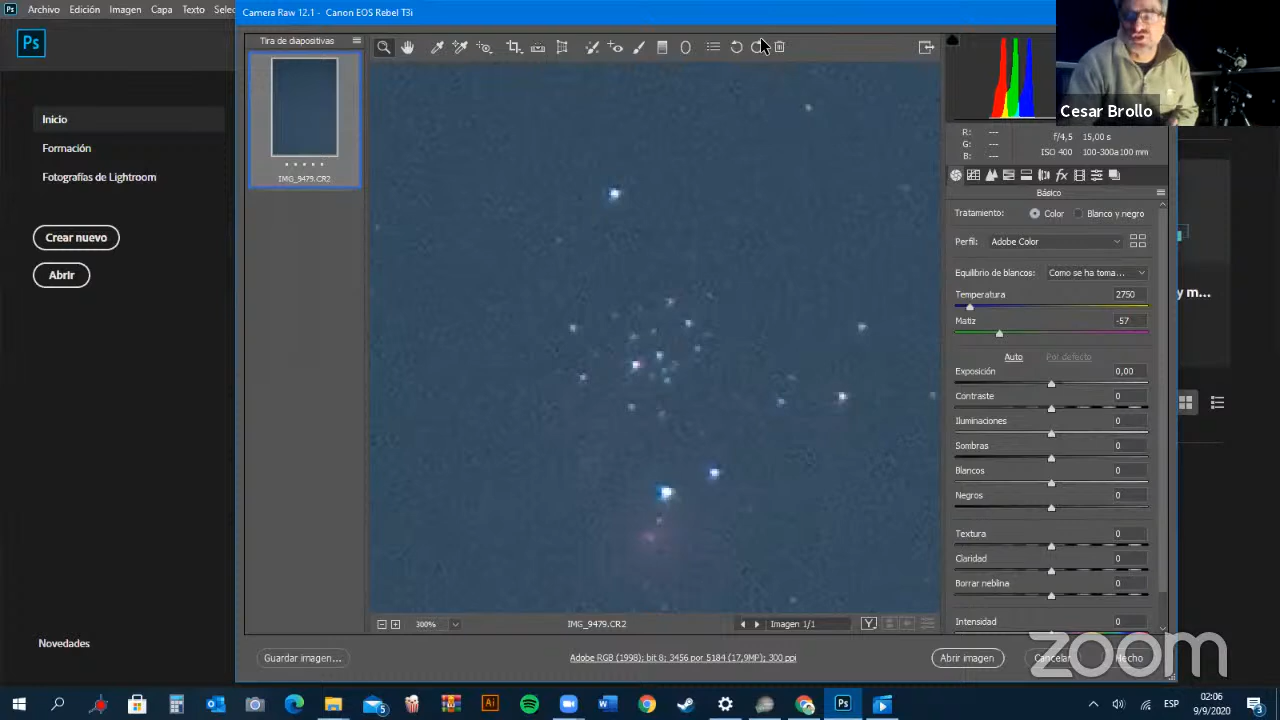 Ps Archivo Edición Imagen Capa Texto
Camera Raw 12.1 - Canon EOS Rebel T3i
Ps
Tira de diapositivas
Inicio
Formación
Fotografías de Lightroom
Crear nuevo
Abrir
Novedades
IMG_9479.CR2
Cesar Brollo
R: ---
G: ---
B: ---
f/4,5 15,00 s
ISO 400 100-300a100 mm
Básico
Tratamiento: Color Blanco y negro
Perfil: Adobe Color
Equilibrio de blancos: Como se ha toma...
Temperatura 2750
Matiz -57
Auto Por defecto
Exposición 0,00
Contraste 0
Iluminaciones 0
Sombras 0
Blancos 0
Negros 0
Textura 0
Claridad 0
Borrar neblina 0
Intensidad 0
y m...
300% IMG_9479.CR2 Imagen 1/1 Y
Guardar imagen... Adobe RGB (1998); bit 8; 3456 por 5184 (17,9MP); 300 ppi Abrir imagen Cancelar Hecho
zoom
ESP 02:06
9/9/2020